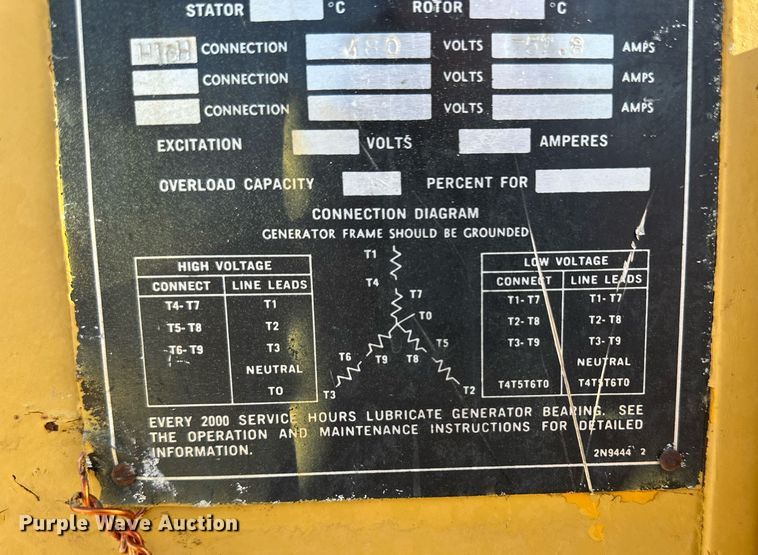 STATOR °C ROTOR °C
HIGH CONNECTION 480 VOLTS AMPS
CONNECTION VOLTS AMPS
CONNECTION VOLTS AMPS
EXCITATION VOLTS AMPERES
OVERLOAD CAPACITY PERCENT FOR
CONNECTION DIAGRAM
GENERATOR FRAME SHOULD BE GROUNDED
HIGH VOLTAGE
CONNECT LINE LEADS
T4-T7 T1
T5-T8 T2
T6-T9 T3
NEUTRAL
T0
T1
T4
T7
T0
T6 T5
T9 T8
T3 T2
LOW VOLTAGE
CONNECT LINE LEADS
T1-T7 T1-T7
T2-T8 T2-T8
T3-T9 T3-T9
NEUTRAL
T4T5T6T0 T4T5T6T0
EVERY 2000 SERVICE HOURS LUBRICATE GENERATOR BEARING. SEE
THE OPERATION AND MAINTENANCE INSTRUCTIONS FOR DETAILED
INFORMATION.
2N9444 2
Purple Wave Auction